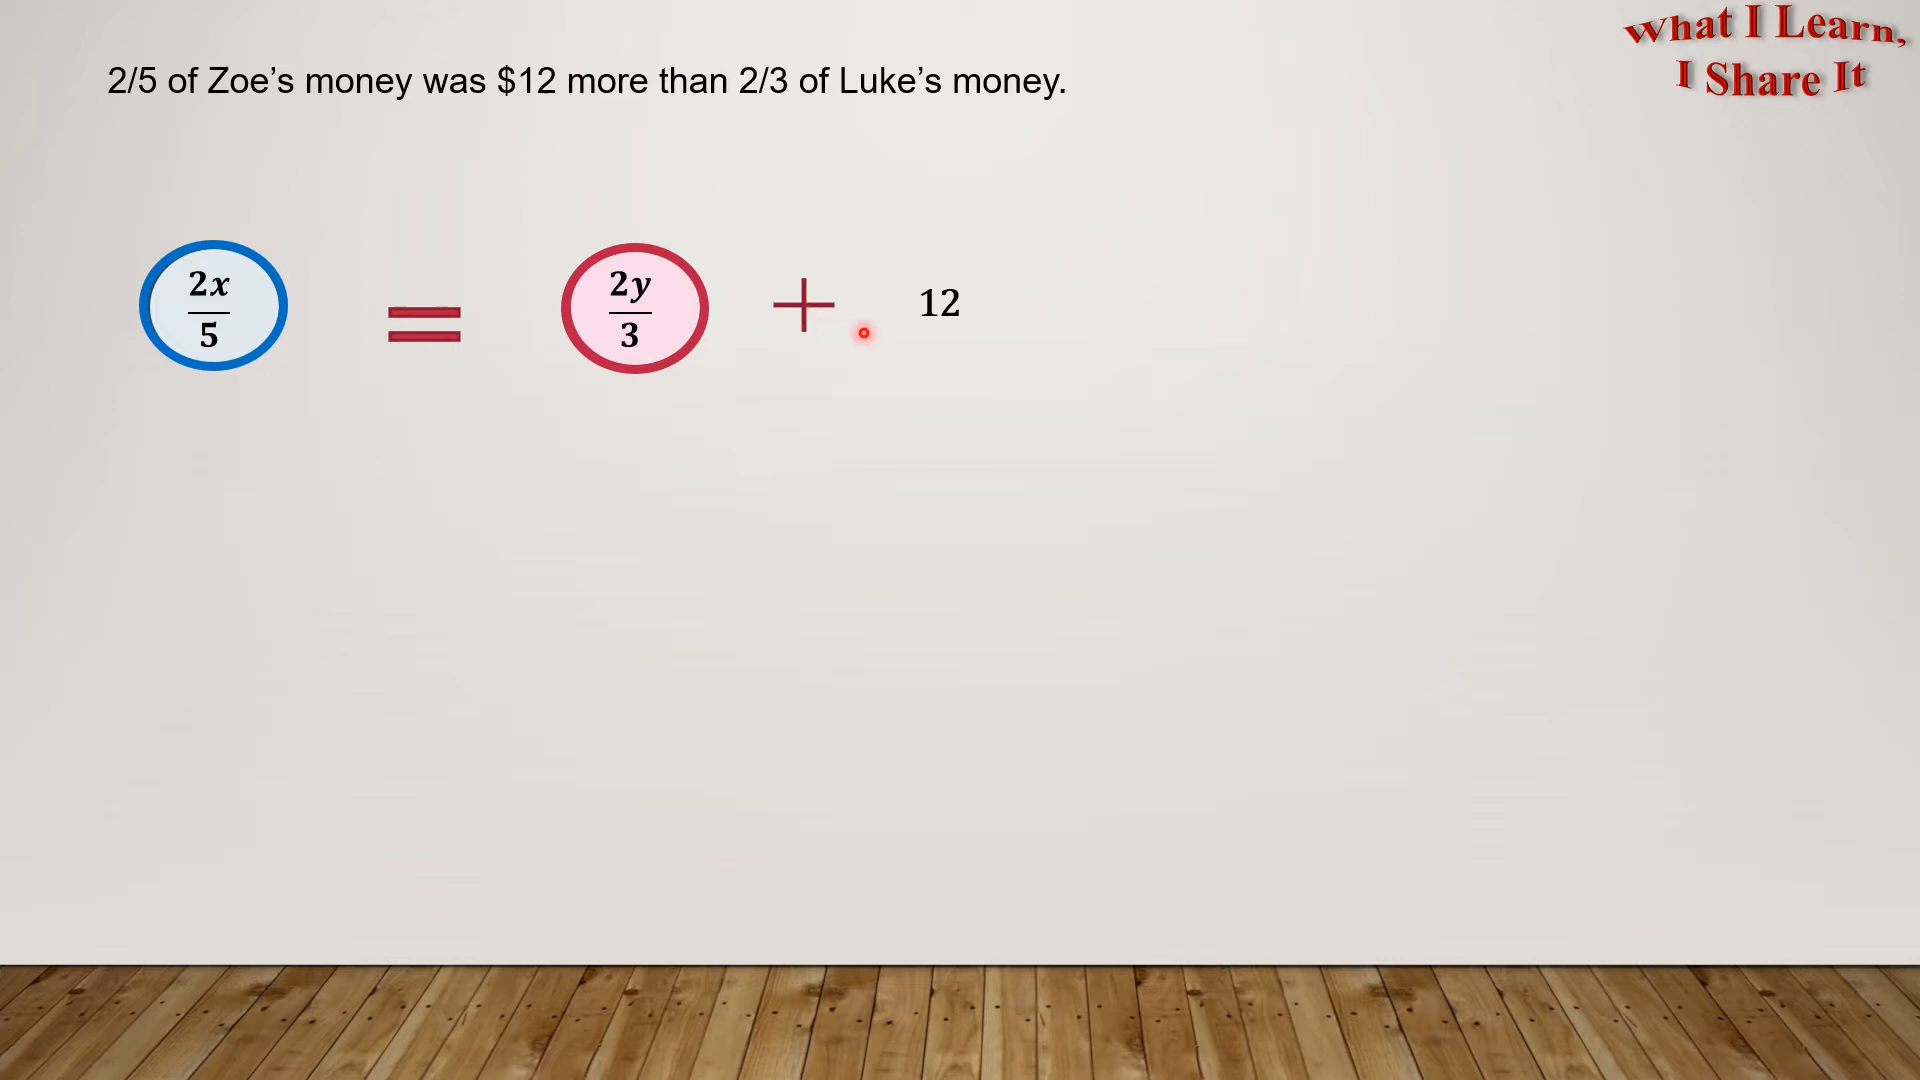 What I Learn,
I Share It
2/5 of Zoe’s money was $12 more than 2/3 of Luke’s money.
2x/5 = 2y/3 + 12